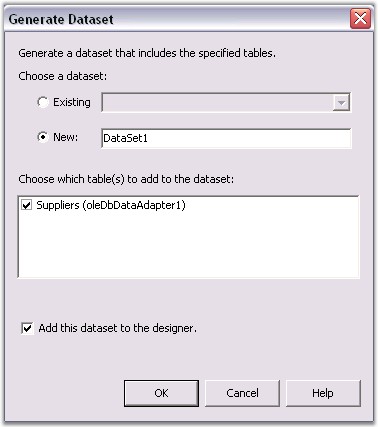 Generate Dataset
Generate a dataset that includes the specified tables.
Choose a dataset:
Existing
New:
DataSet1
Choose which table(s) to add to the dataset:
Suppliers (oleDbDataAdapter1)
Add this dataset to the designer.
OK
Cancel
Help